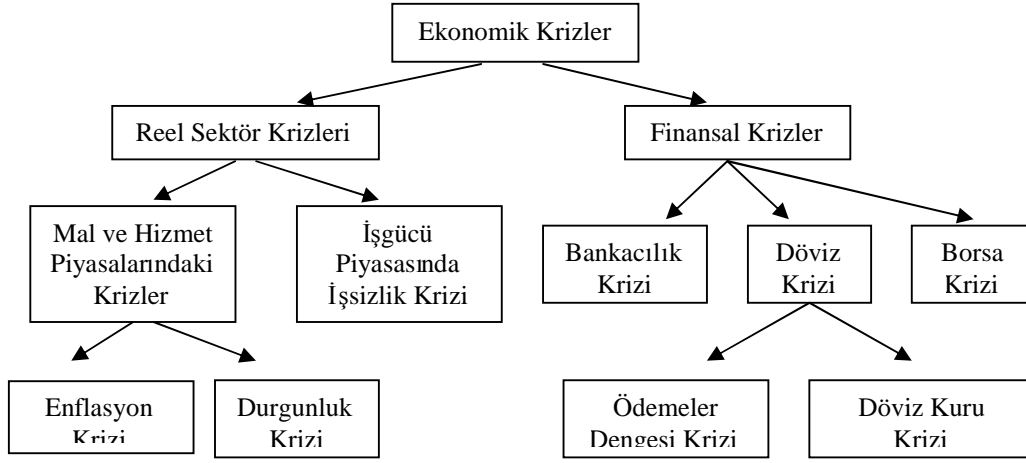 Ekonomik Krizler
Reel Sektör Krizleri
Finansal Krizler
Mal ve Hizmet
Piyasalarındaki
Krizler
İşgücü
Piyasasında
İşsizlik Krizi
Bankacılık
Krizi
Döviz
Krizi
Borsa
Krizi
Enflasyon
Krizi
Durgunluk
Krizi
Ödemeler
Dengesi Krizi
Döviz Kuru
Krizi